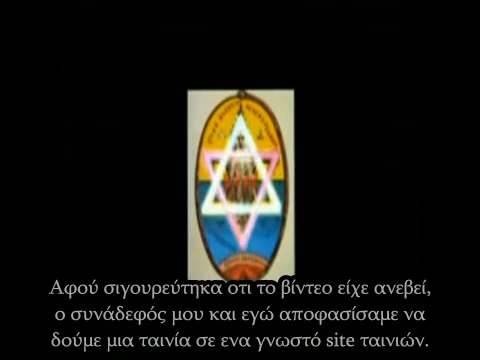 Αφού σιγουρεύτηκα οτι το βίντεο είχε ανεβεί,
ο συνάδεφός μου και εγώ αποφασίσαμε να
δούμε μια ταινία σε ενα γνωστό site ταινιών.